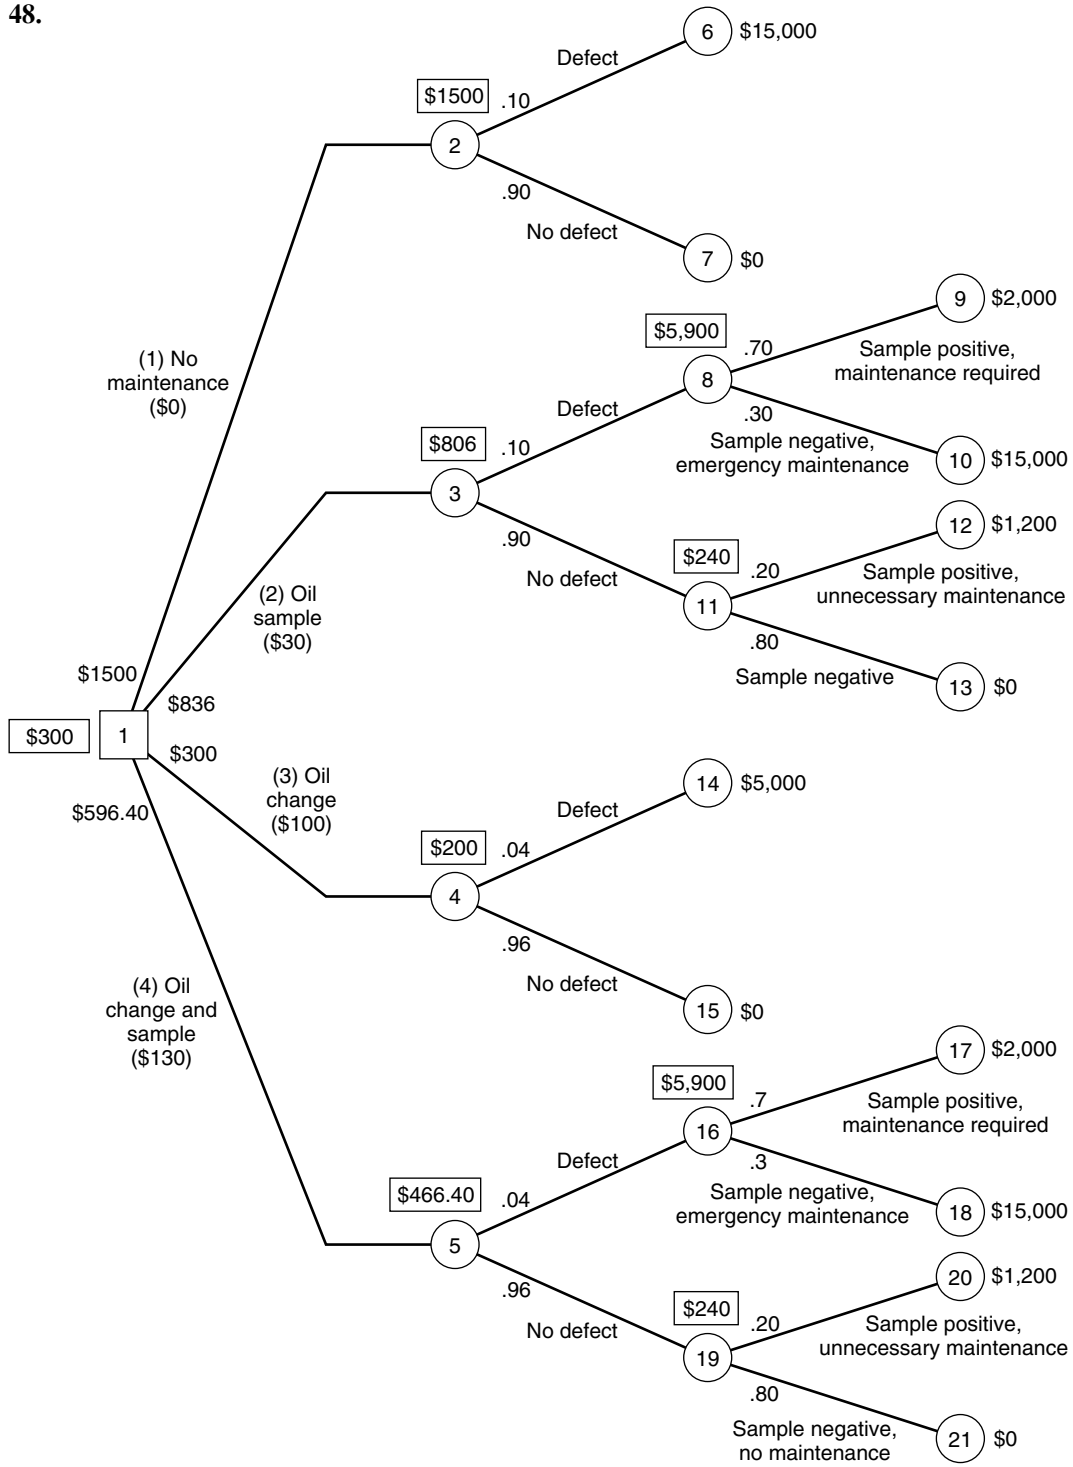 48.
6 $15,000
Defect
$1500 .10
2
.90
No defect
7 $0
(1) No
maintenance
($0)
9 $2,000
$5,900 .70
Sample positive,
maintenance required
8
Defect
.30
Sample negative,
emergency maintenance
10 $15,000
$806 .10
3
.90
No defect
12 $1,200
$240 .20
Sample positive,
unnecessary maintenance
11
.80
Sample negative
13 $0
(2) Oil
sample
($30)
$1500
$836
$300 1
$300
$596.40
(3) Oil
change
($100)
14 $5,000
Defect
$200 .04
4
.96
No defect
15 $0
(4) Oil
change and
sample
($130)
17 $2,000
$5,900 .7
Sample positive,
maintenance required
16
Defect
.3
Sample negative,
emergency maintenance
18 $15,000
$466.40 .04
5
.96
No defect
20 $1,200
$240 .20
Sample positive,
unnecessary maintenance
19
.80
Sample negative,
no maintenance
21 $0